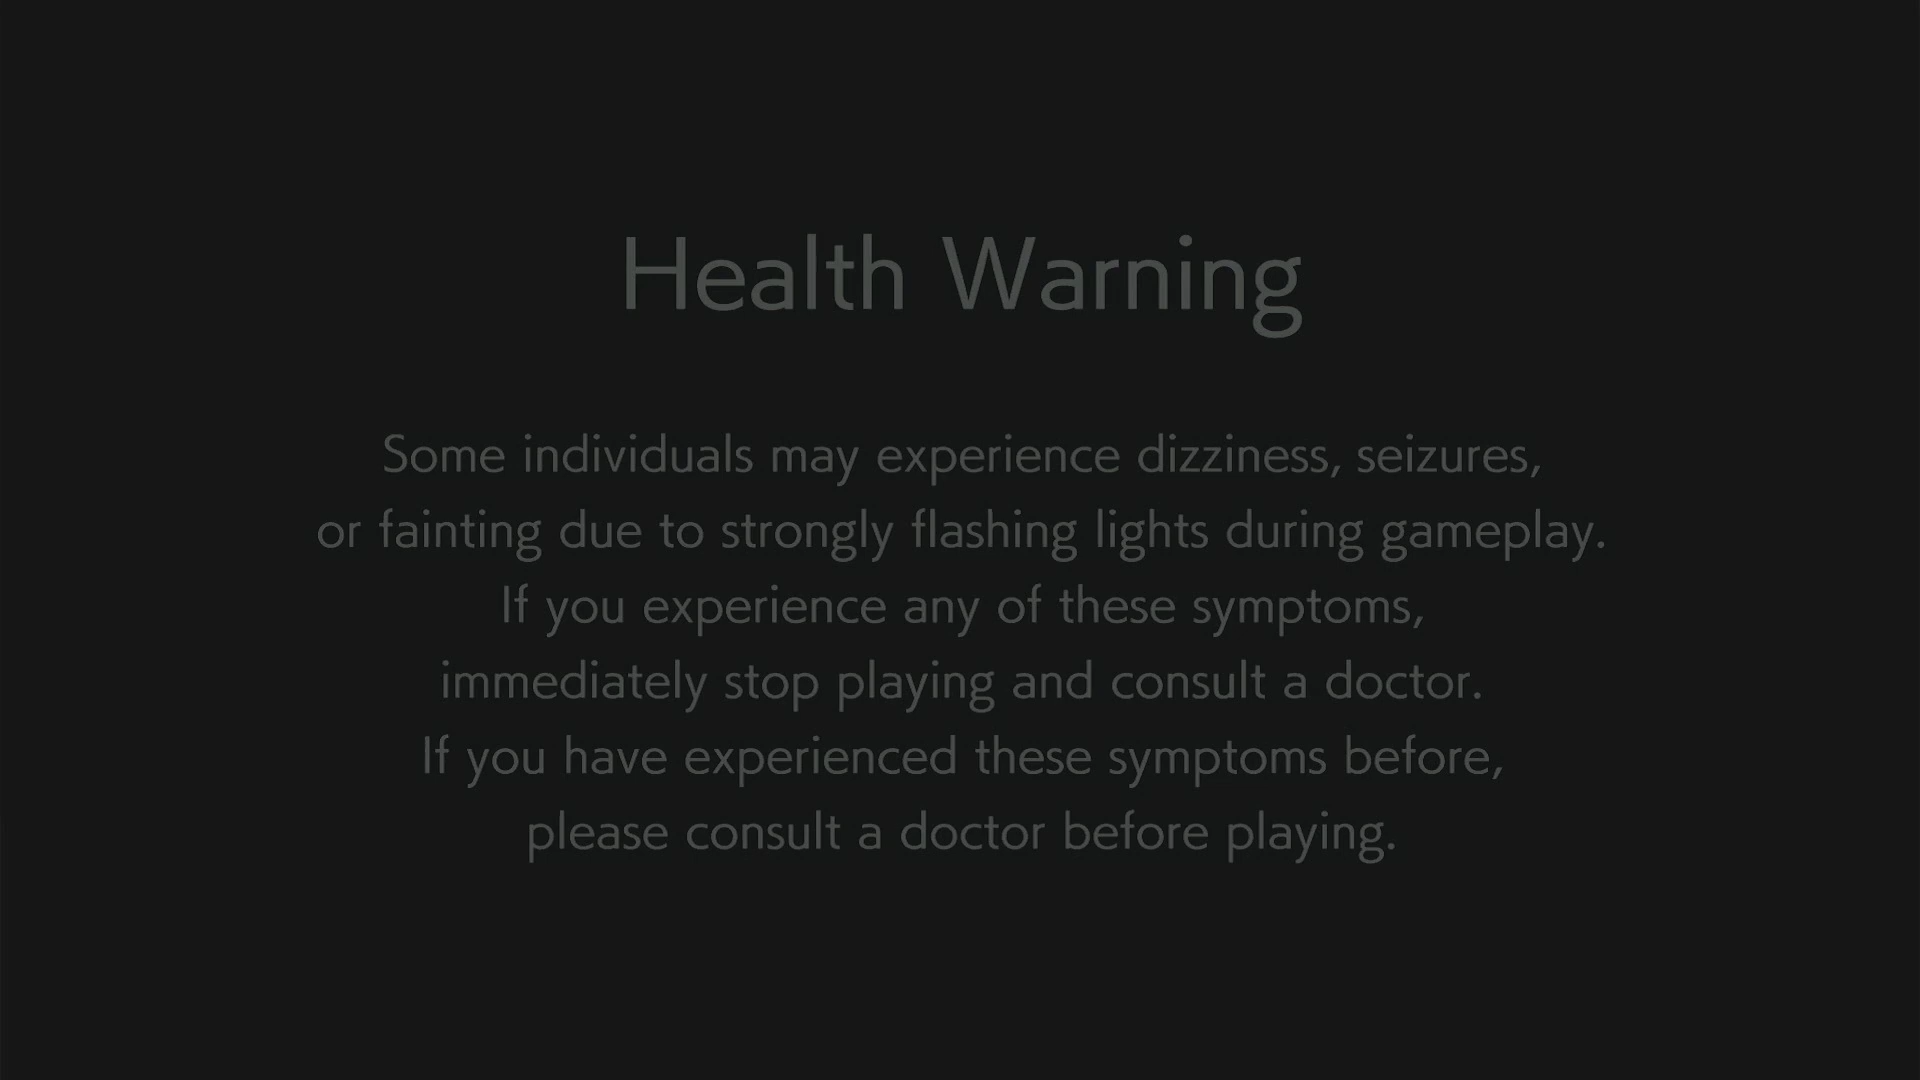 Health Warning
Some individuals may experience dizziness, seizures,
or fainting due to strongly flashing lights during gameplay.
If you experience any of these symptoms,
immediately stop playing and consult a doctor.
If you have experienced these symptoms before,
please consult a doctor before playing.